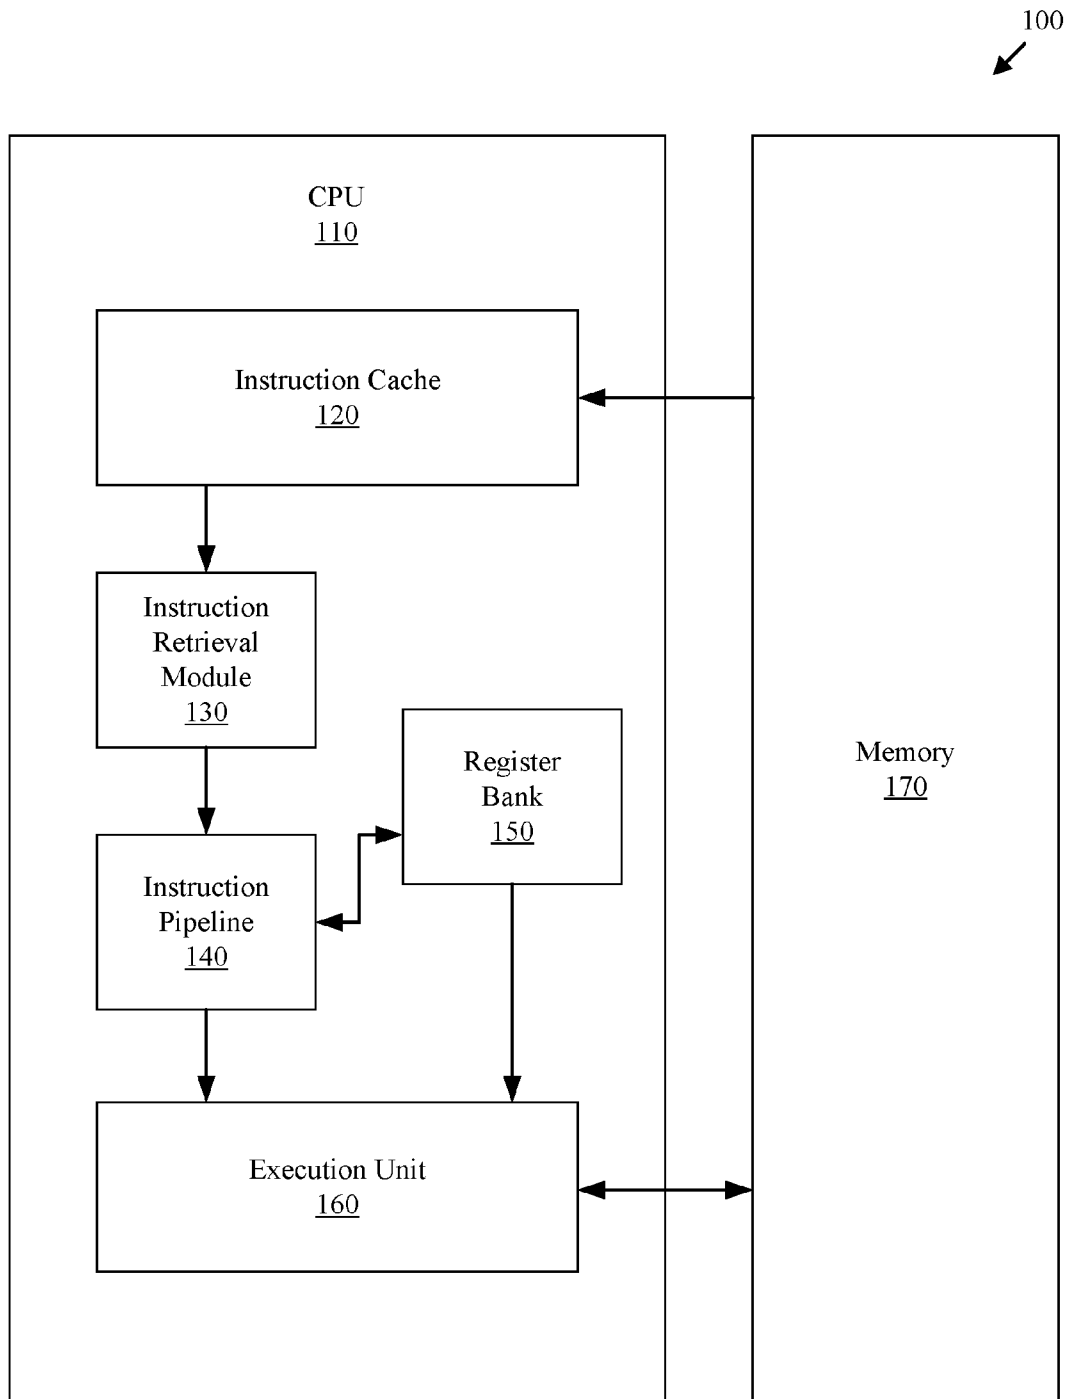 100
CPU
110
Instruction Cache
120
Instruction
Retrieval
Module
130
Register
Bank
150
Memory
170
Instruction
Pipeline
140
Execution Unit
160